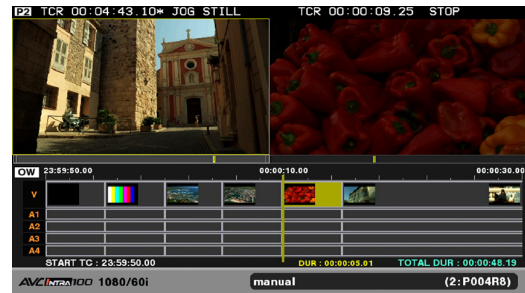 P2 TCR 00:04:43.10* JOG STILL TCR 00:00:09.25 STOP
OW 23:59:50.00 00:00:10.00 00:00:30.00
V
A1
A2
A3
A4
START TC : 23:59:50.00 DUR : 00:00:05.01 TOTAL DUR : 00:00:48.19
AVC INTRA 100 1080/60i manual (2:P004R8)